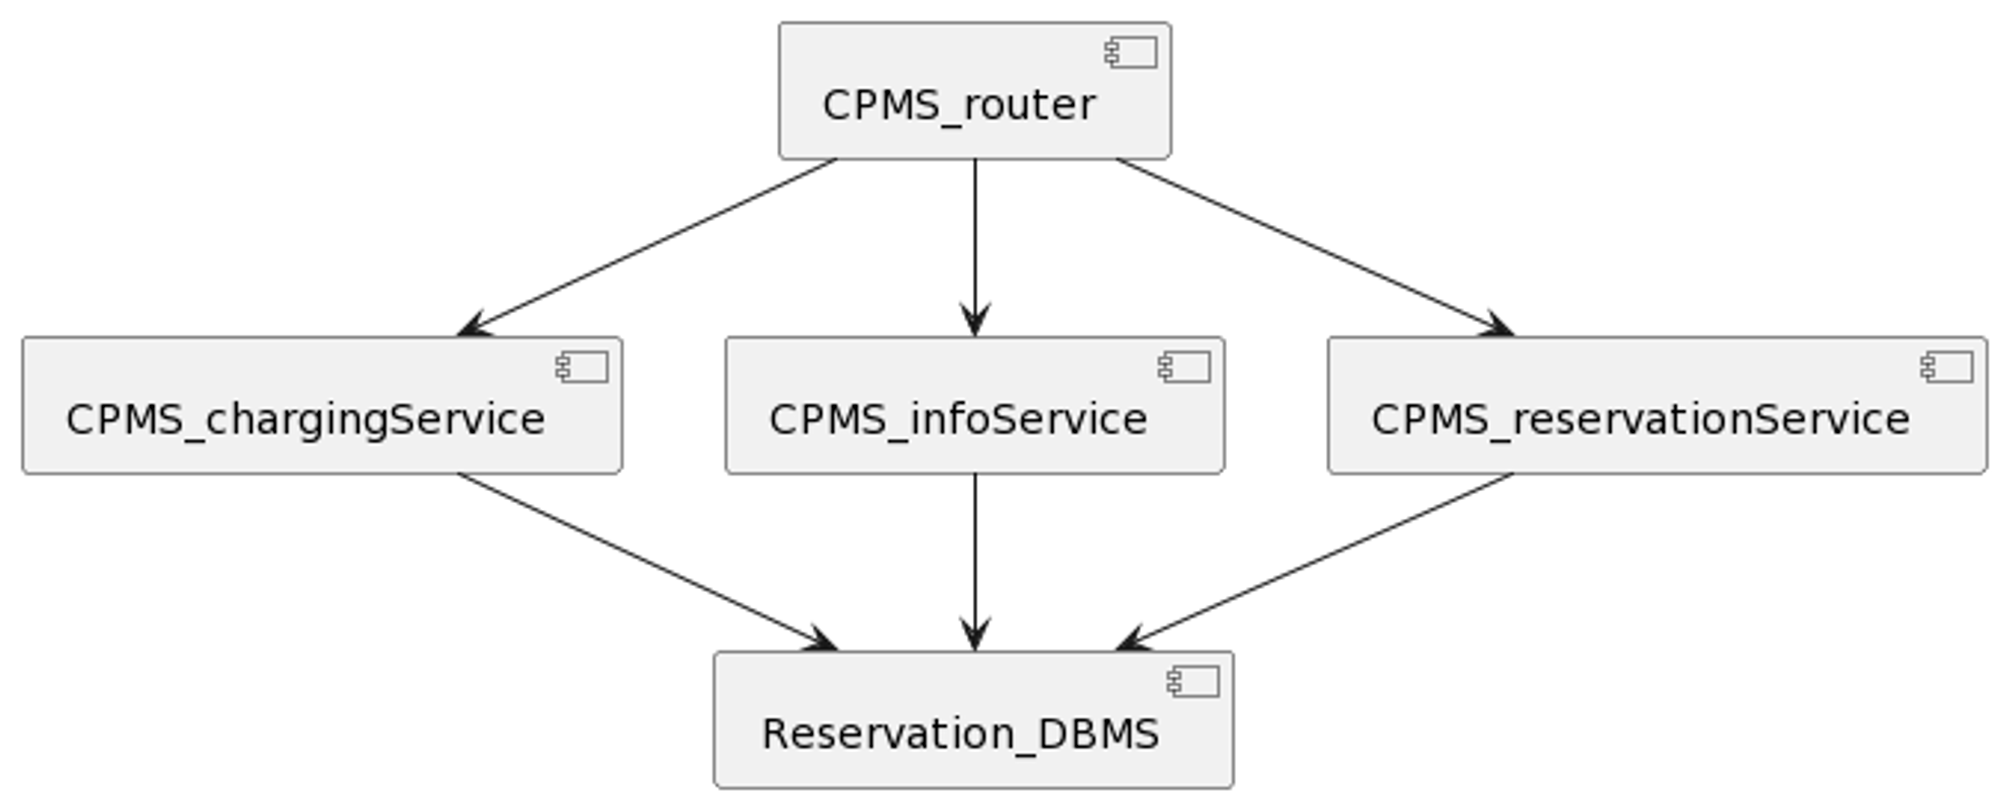 CPMS_router
CPMS_chargingService
CPMS_infoService
CPMS_reservationService
Reservation_DBMS